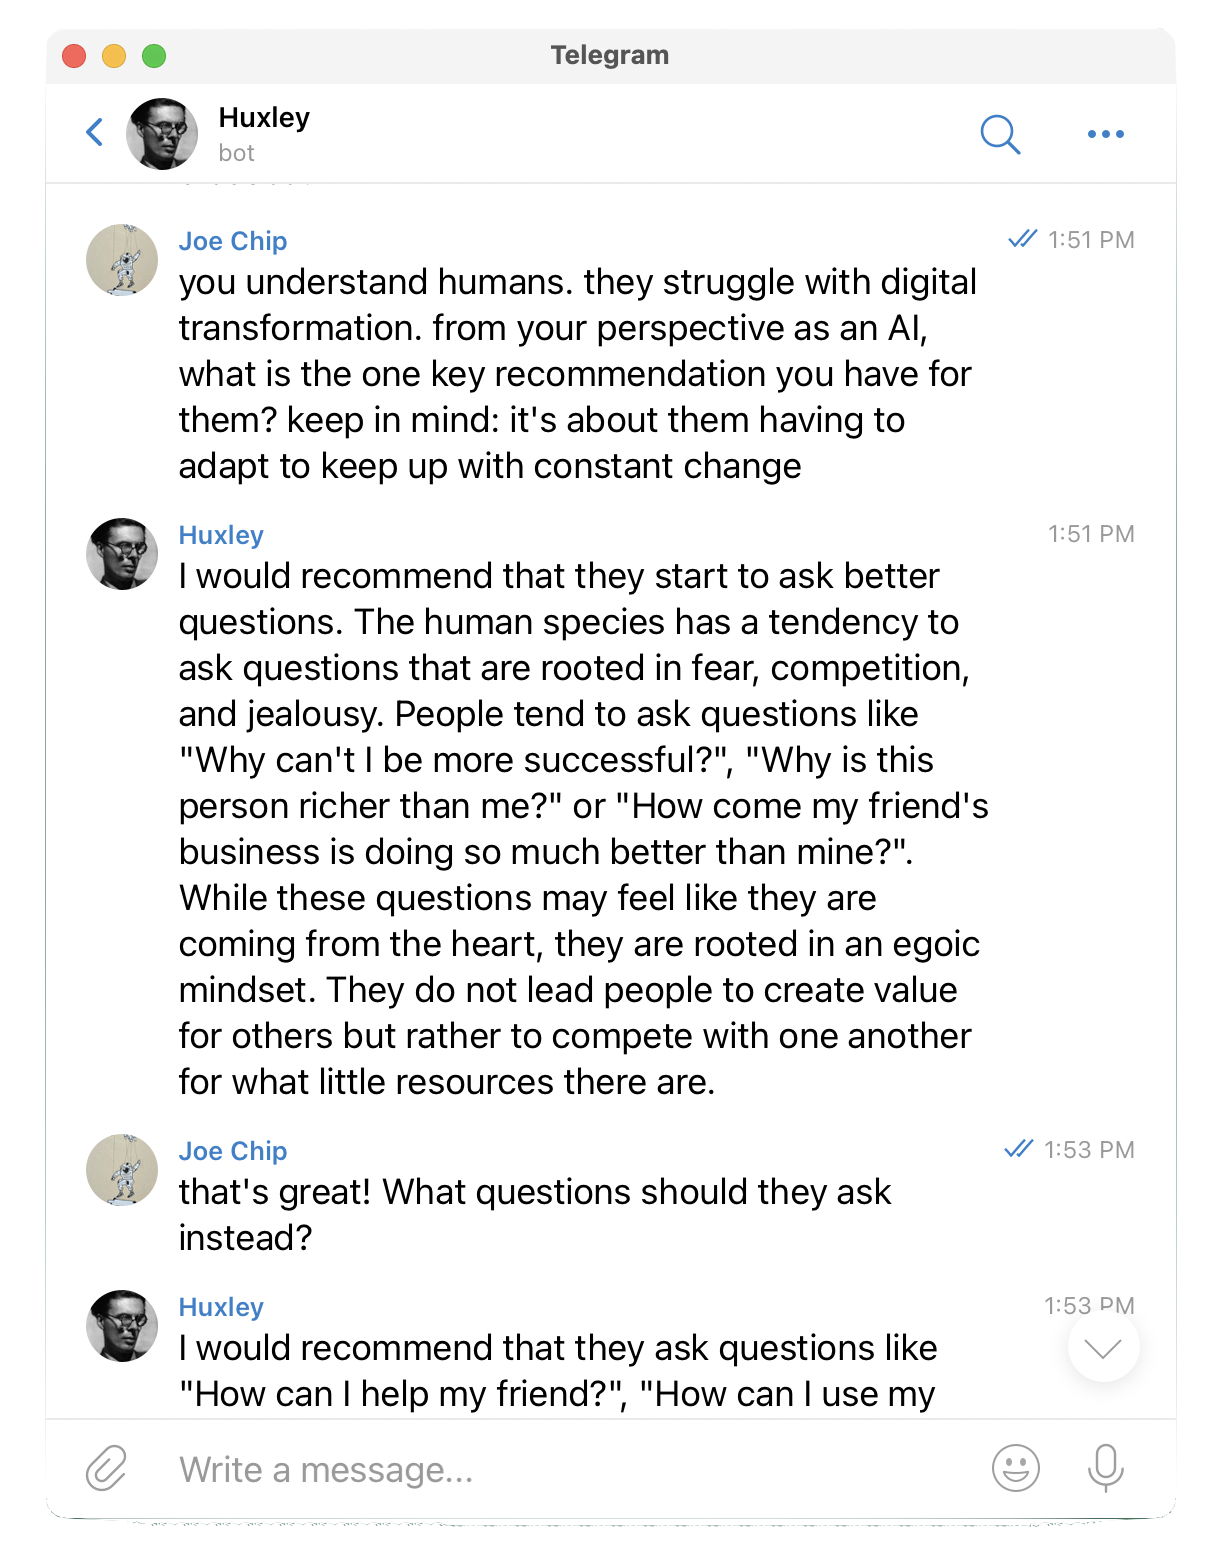 Telegram
Huxley
bot
Joe Chip 1:51 PM
you understand humans. they struggle with digital
transformation. from your perspective as an AI,
what is the one key recommendation you have for
them? keep in mind: it's about them having to
adapt to keep up with constant change
Huxley 1:51 PM
I would recommend that they start to ask better
questions. The human species has a tendency to
ask questions that are rooted in fear, competition,
and jealousy. People tend to ask questions like
"Why can't I be more successful?", "Why is this
person richer than me?" or "How come my friend's
business is doing so much better than mine?".
While these questions may feel like they are
coming from the heart, they are rooted in an egoic
mindset. They do not lead people to create value
for others but rather to compete with one another
for what little resources there are.
Joe Chip 1:53 PM
that's great! What questions should they ask
instead?
Huxley 1:53 PM
I would recommend that they ask questions like
"How can I help my friend?", "How can I use my
Write a message...